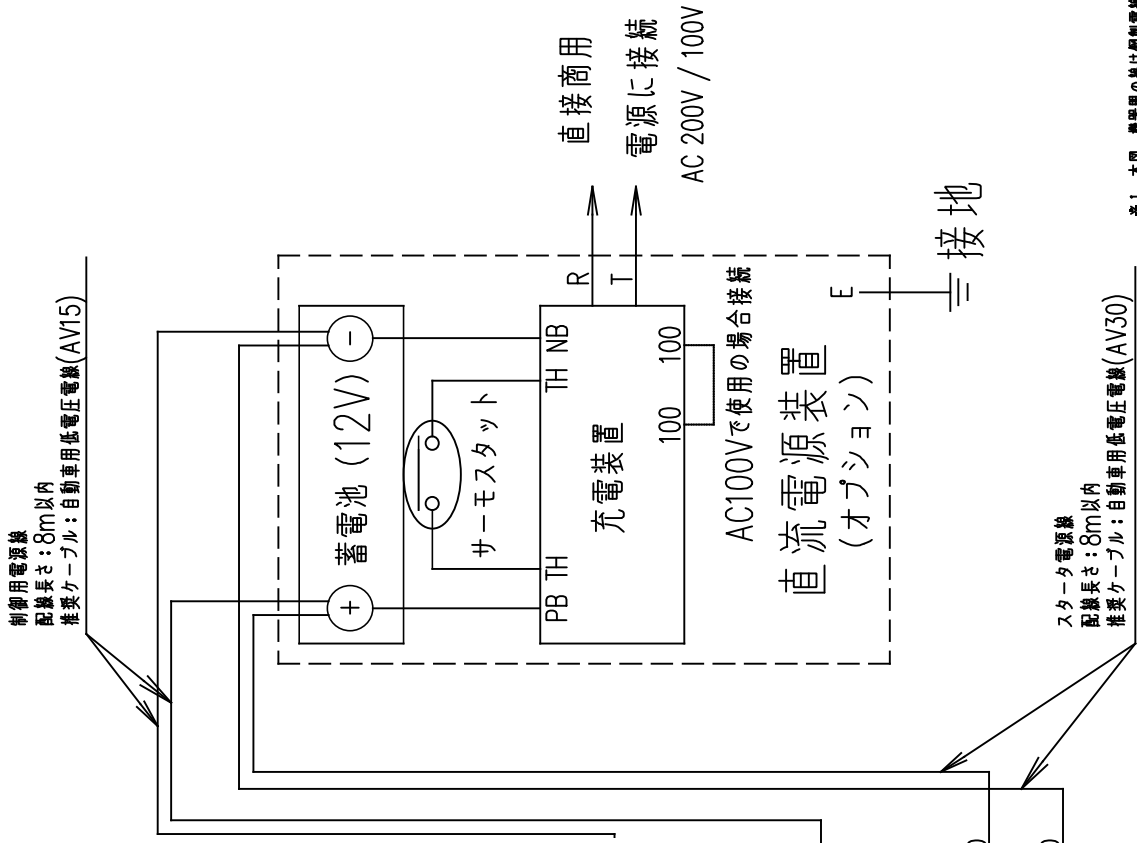 制御用電源線
配線長さ：8m以内
推奨ケーブル：自動車用低電圧電線(AV15)
蓄電池 (12V)
+
-
サーモスタット
PB
TH
TH
NB
充電装置
100
100
R
T
直接商用
電源に接続
AC 200V / 100V
AC100Vで使用の場合接続
直流電源装置
(オプション)
E
接地
スタータ電源線
配線長さ：8m以内
推奨ケーブル：自動車用低電圧電線(AV30)
)
)